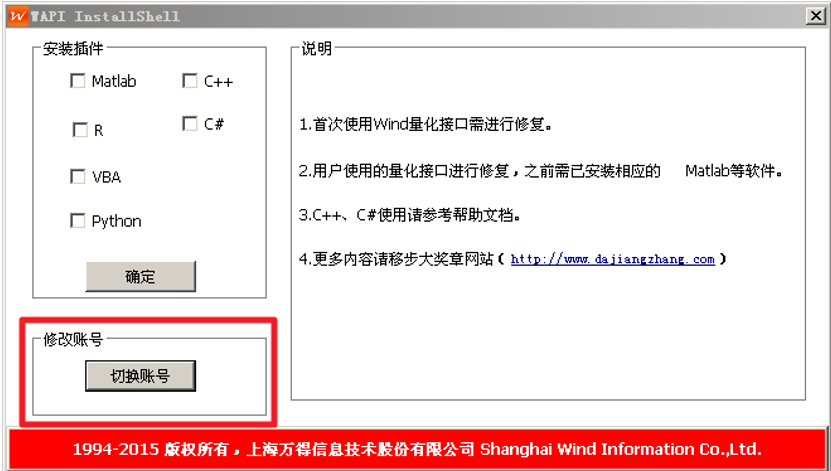 WAPI InstallShell
安装插件
Matlab
C++
R
C#
VBA
Python
确定
修改账号
切换账号
说明
1.首次使用Wind量化接口需进行修复。
2.用户使用的量化接口进行修复，之前需已安装相应的 Matlab等软件。
3.C++、C#使用请参考帮助文档。
4.更多内容请移步大奖章网站（http://www.dajiangzhang.com）
1994-2015 版权所有，上海万得信息技术股份有限公司 Shanghai Wind Information Co.,Ltd.